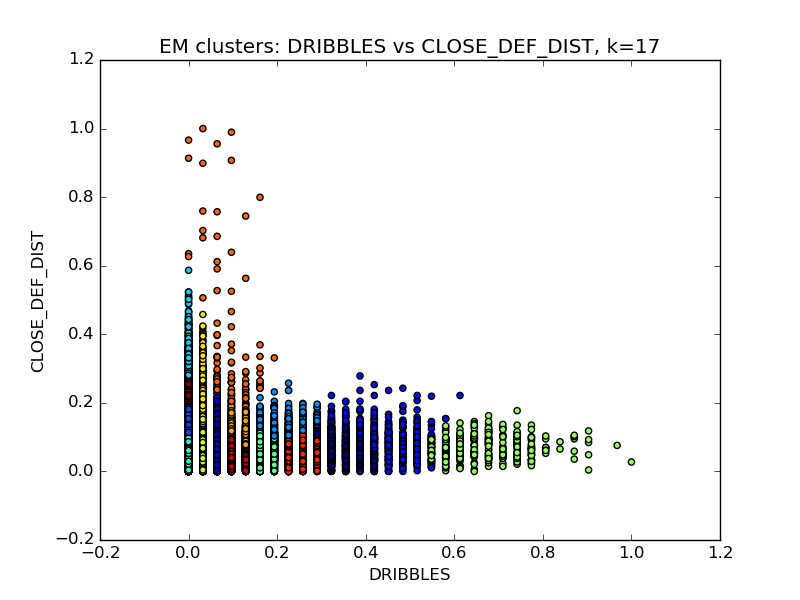 EM clusters: DRIBBLES vs CLOSE_DEF_DIST, k=17
1.2
1.0
0.8
0.6
0.4
0.2
0.0
−0.2
CLOSE_DEF_DIST
−0.2 0.0 0.2 0.4 0.6 0.8 1.0 1.2
DRIBBLES